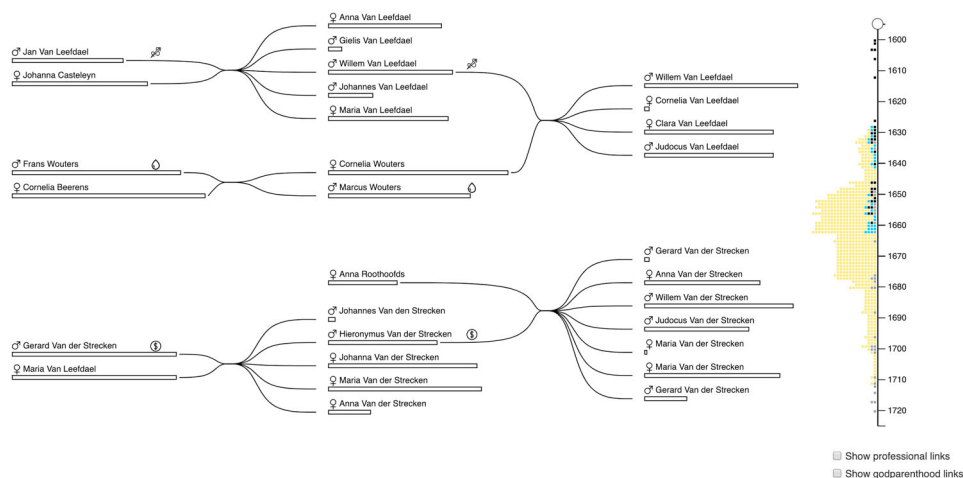 ♂ Jan Van Leefdael
♀ Johanna Casteleyn
♂ Frans Wouters
♀ Cornelia Beerens
♂ Gerard Van der Strecken
♀ Maria Van Leefdael
♀ Anna Van Leefdael
♂ Gielis Van Leefdael
♂ Willem Van Leefdael
♂ Johannes Van Leefdael
♀ Maria Van Leefdael
♀ Cornelia Wouters
♂ Marcus Wouters
♀ Anna Roothoofds
♂ Johannes Van den Strecken
♂ Hieronymus Van der Strecken
♀ Johanna Van der Strecken
♀ Maria Van der Strecken
♀ Anna Van der Strecken
♂ Willem Van Leefdael
♀ Cornelia Van Leefdael
♀ Clara Van Leefdael
♂ Judocus Van Leefdael
♂ Gerard Van der Strecken
♀ Anna Van der Strecken
♂ Willem Van der Strecken
♂ Judocus Van der Strecken
♀ Maria Van der Strecken
♀ Maria Van der Strecken
♂ Gerard Van der Strecken
1600
1610
1620
1630
1640
1650
1660
1670
1680
1690
1700
1710
1720
Show professional links
Show godparenthood links